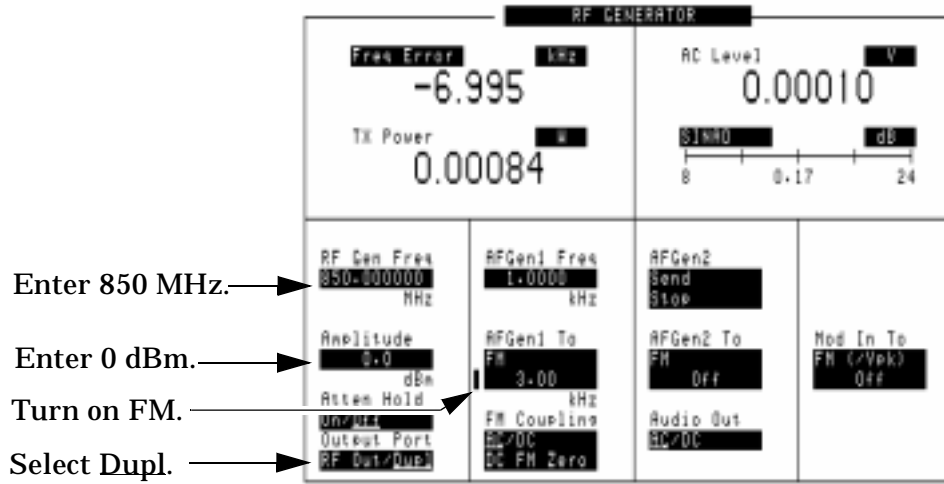 RF GENERATOR
Freq Error kHz
-6.995
TX Power W
0.00084
AC Level V
0.00010
SINAD dB
8 0.17 24
Enter 850 MHz.
Enter 0 dBm.
Turn on FM.
Select Dupl.
RF Gen Freq
850.000000
MHz
Amplitude
0.0
dBm
Atten Hold
On/Off
Output Port
RF Out/Dupl
AFGen1 Freq
1.0000
kHz
AFGen1 To
FM
3.00
kHz
FM Coupling
AC/DC
DC FM Zero
AFGen2
Send
Stop
AFGen2 To
FM
Off
Audio Out
AC/DC
Mod In To
FM (/Vpk)
Off